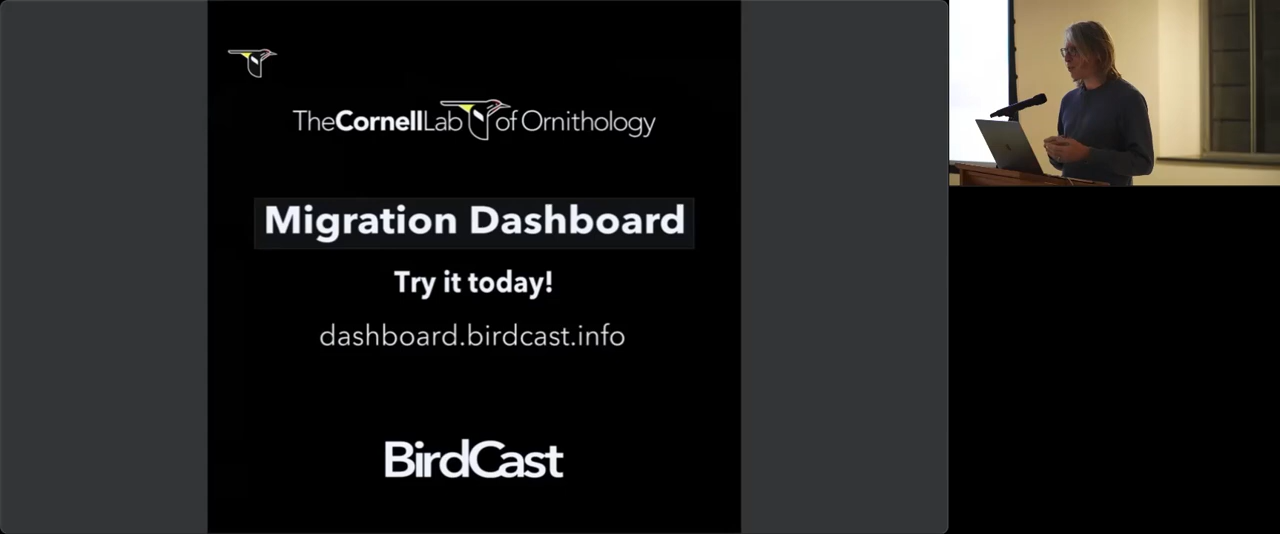 TheCornellLab of Ornithology
Migration Dashboard
Try it today!
dashboard.birdcast.info
BirdCast